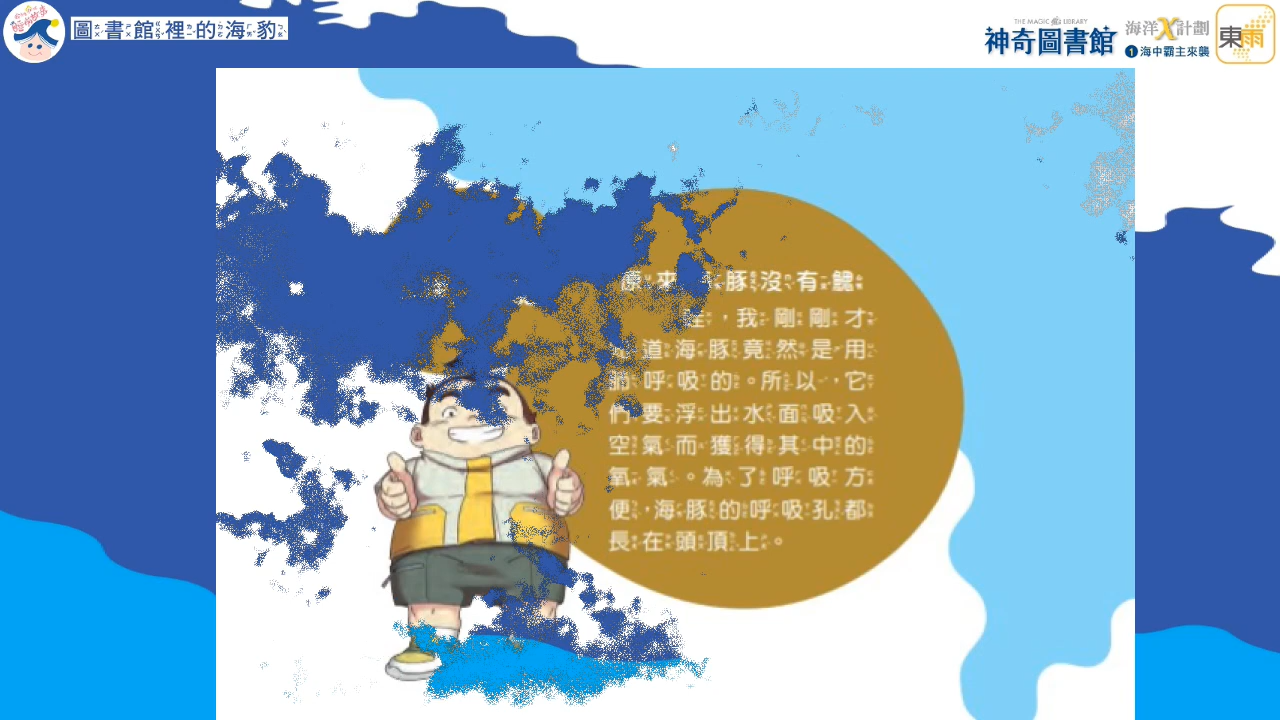 圖書館裡的海豹
THE MAGIC LIBRARY
神奇圖書館
海洋X計劃
1 海中霸主來襲
東雨
原來 豚沒有鰓
哇，我剛剛才
道海豚竟然是用
肺呼吸的。所以，它
們要浮出水面吸入
空氣而獲得其中的
氧氣。為了呼吸方
便，海豚的呼吸孔都
長在頭頂上。